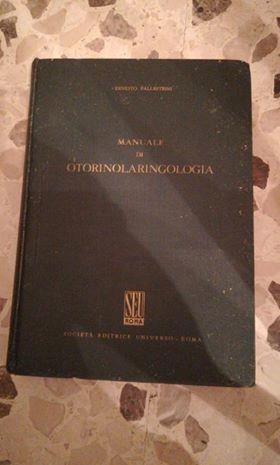 ERNESTO PALLESTRINI
MANUALE
DI
OTORINOLARINGOLOGIA
SEU
ROMA
SOCIETÀ EDITRICE UNIVERSO - ROMA